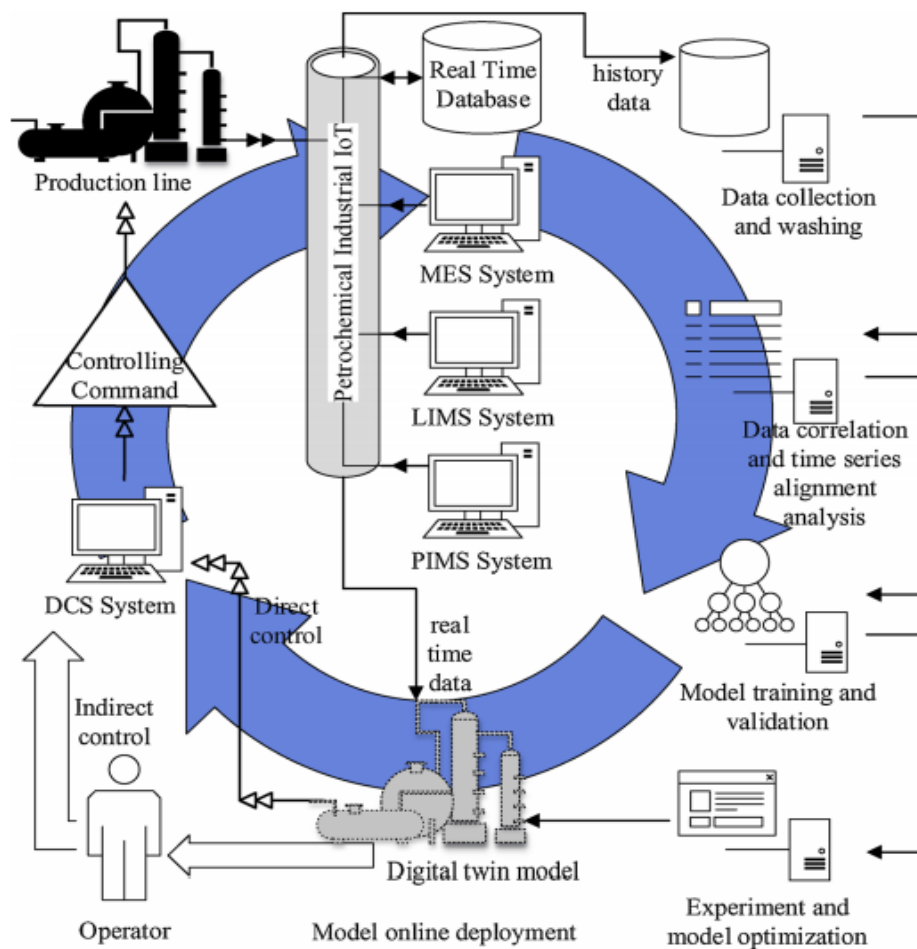 Real Time
Database
history
data
Production line
Petrochemical Industrial IoT
Data collection
and washing
MES System
Controlling
Command
LIMS System
Data correlation
and time series
alignment
analysis
PIMS System
DCS System
Direct
control
real
time
data
Model training and
validation
Indirect
control
Digital twin model
Operator
Model online deployment
Experiment and
model optimization